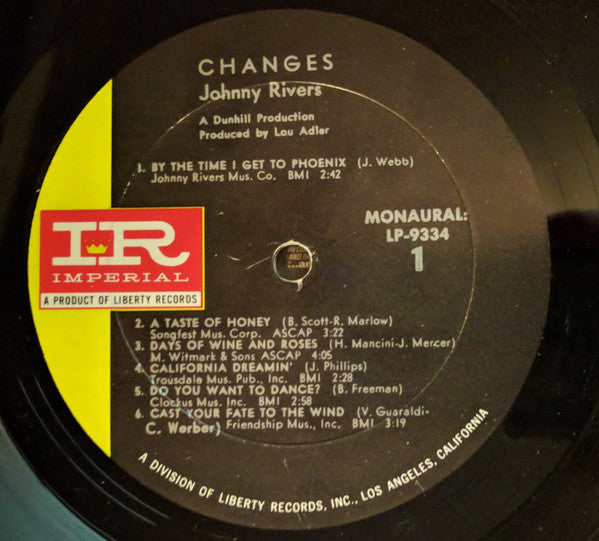 CHANGES
Johnny Rivers
A Dunhill Production
Produced by Lou Adler
1. BY THE TIME I GET TO PHOENIX (J. Webb)
Johnny Rivers Mus. Co. BMI 2:42
MONAURAL:
LP-9334
1
IR
IMPERIAL
A PRODUCT OF LIBERTY RECORDS
2. A TASTE OF HONEY (B. Scott-R. Marlow)
Songfest Mus. Corp. ASCAP 3:22
3. DAYS OF WINE AND ROSES (H. Mancini-J. Mercer)
M. Witmark & Sons ASCAP 4:05
4. CALIFORNIA DREAMIN' (J. Phillips)
Trousdale Mus. Pub., Inc. BMI 2:28
5. DO YOU WANT TO DANCE? (B. Freeman)
Clockus Mus. Inc. BMI 2:58
6. CAST YOUR FATE TO THE WIND (V. Guaraldi-
C. Werber) Friendship Mus., Inc. BMI 3:19
A DIVISION OF LIBERTY RECORDS, INC., LOS ANGELES, CALIFORNIA